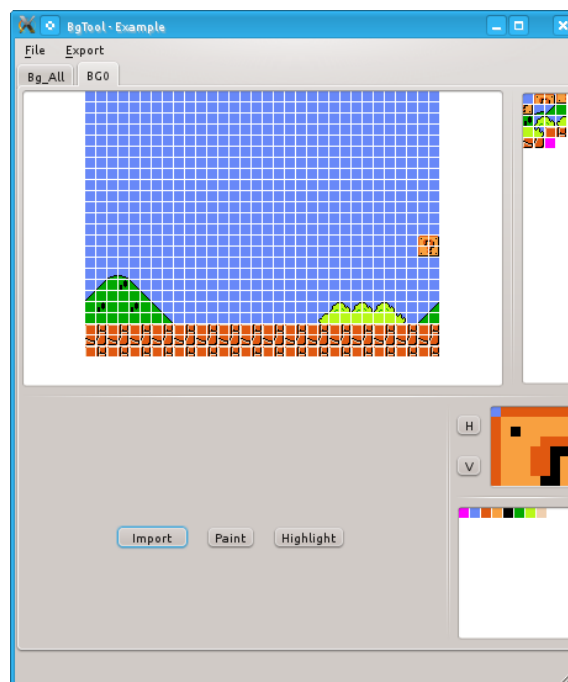 BgTool - Example
File Export
Bg_All BG0
H
V
Import Paint Highlight